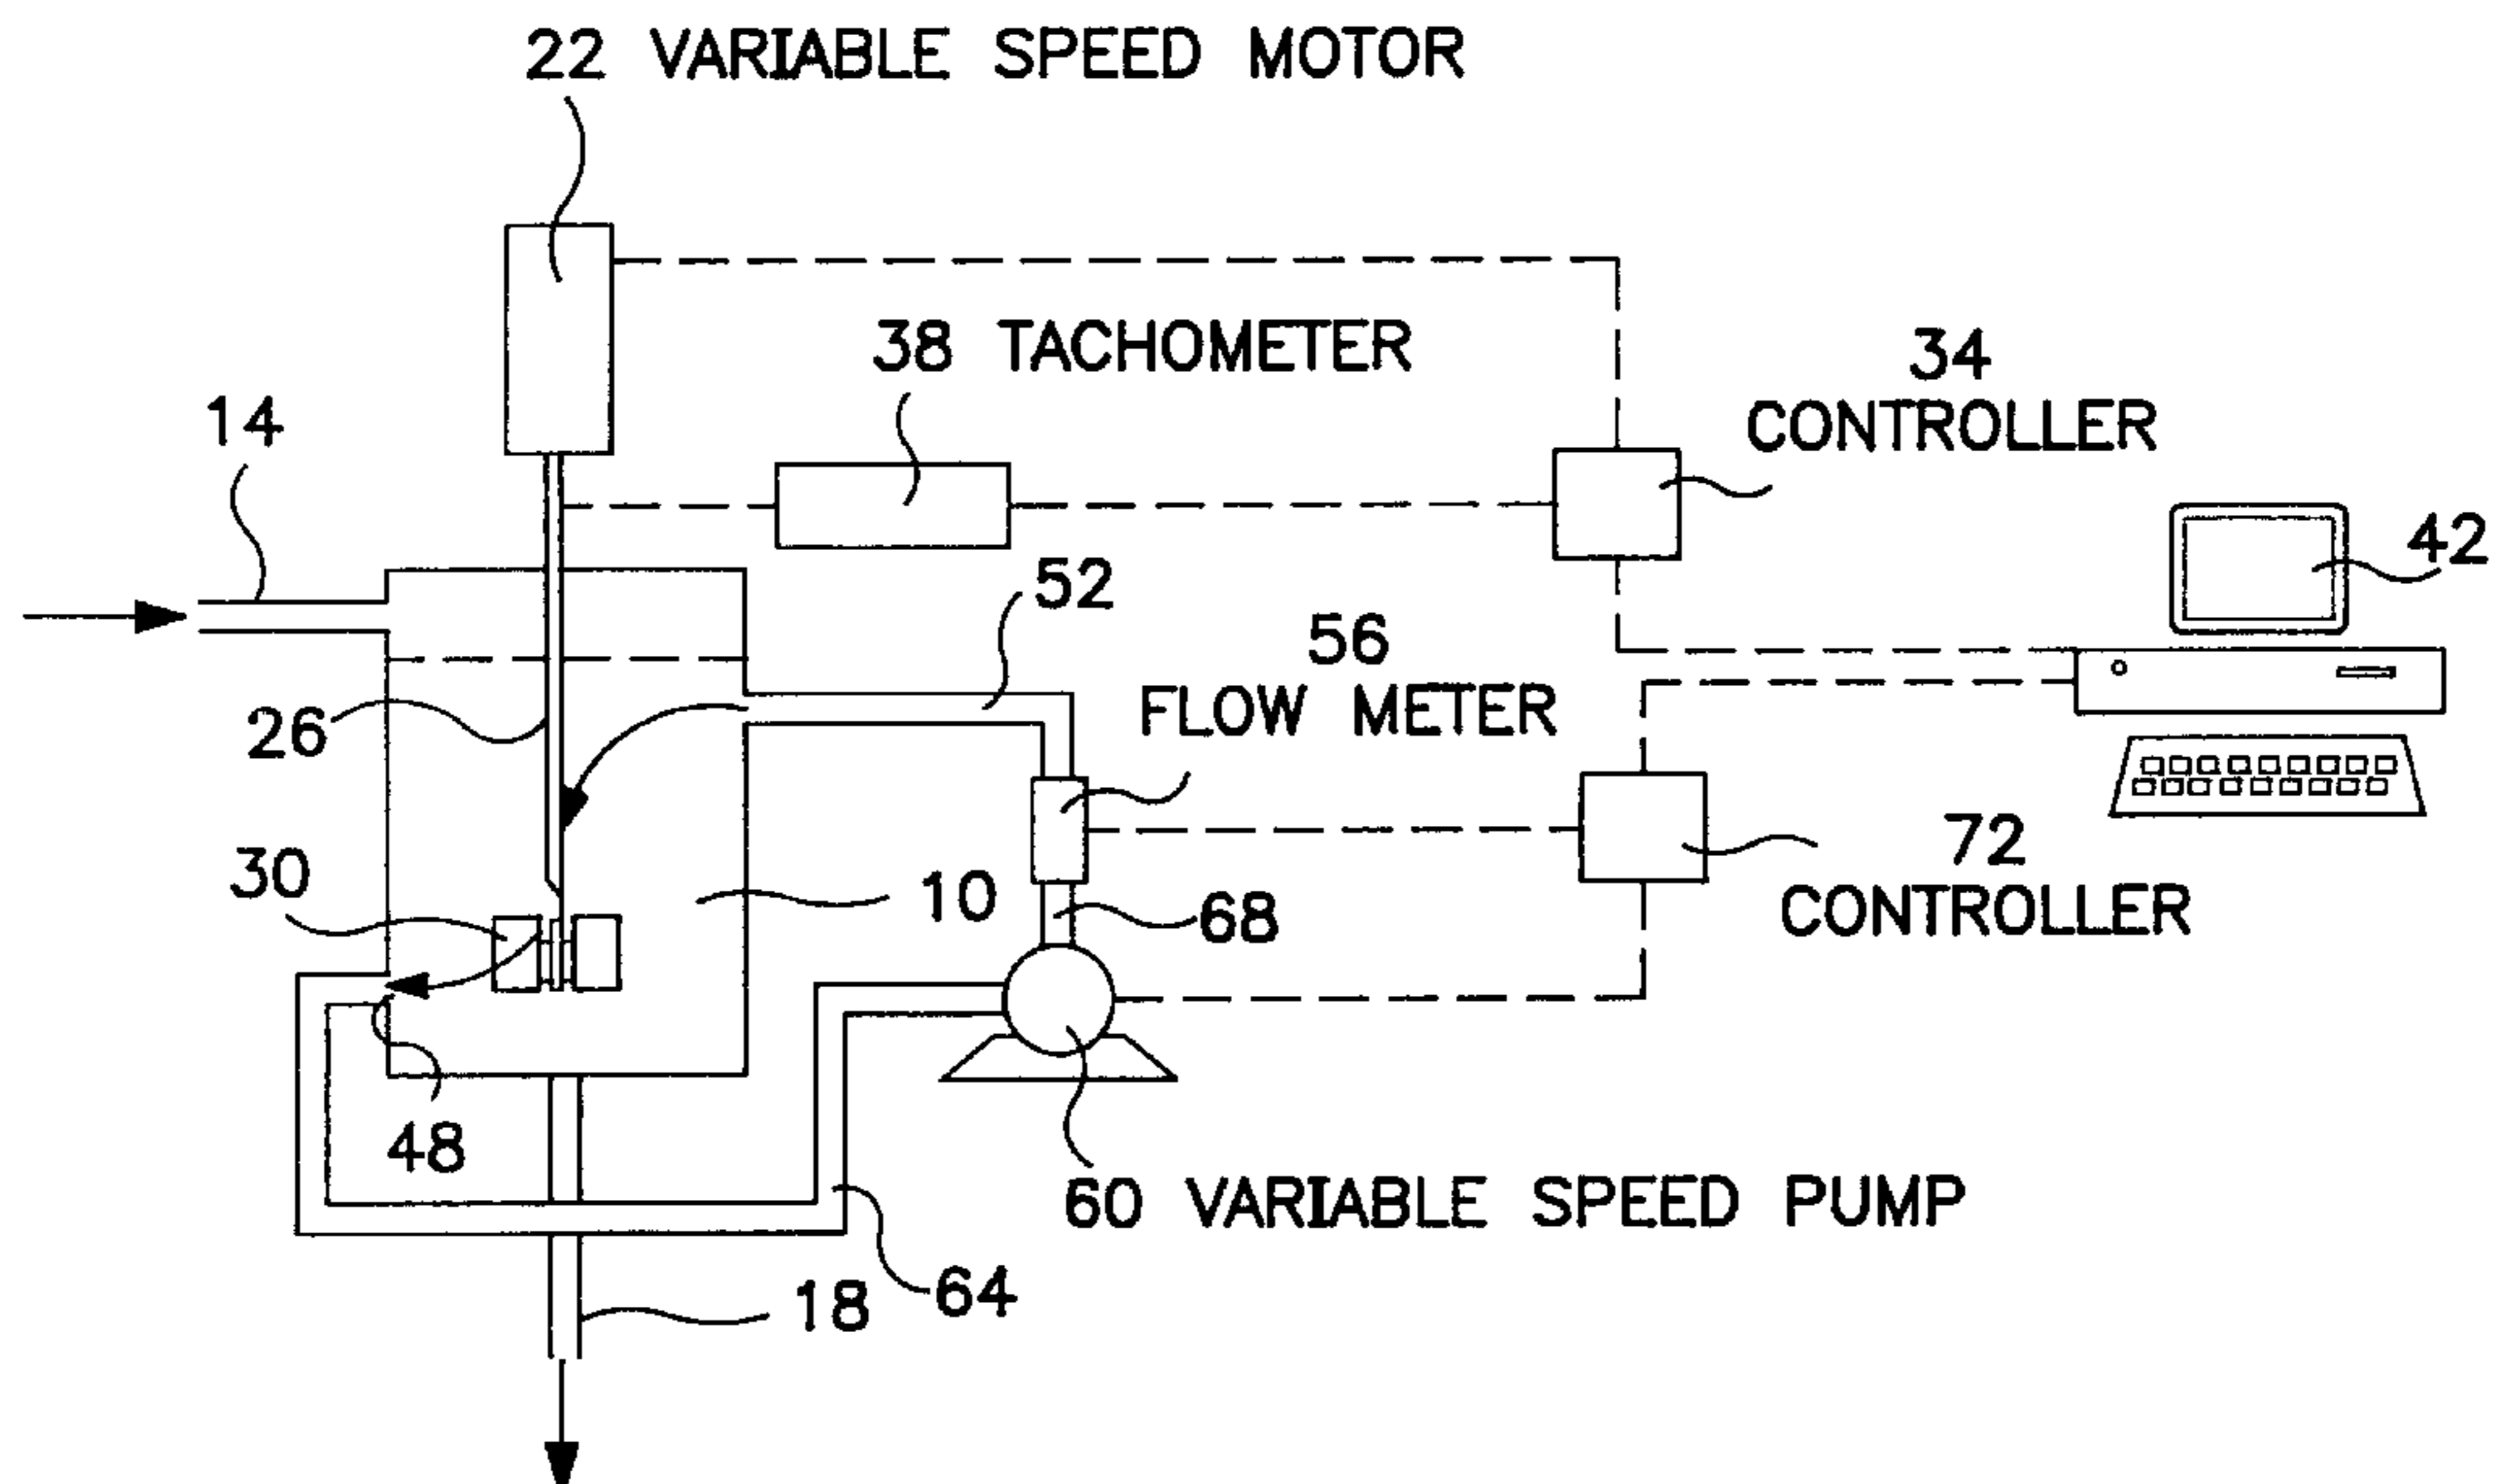 22 VARIABLE SPEED MOTOR
38 TACHOMETER
34
CONTROLLER
14
42
52
56
FLOW METER
26
30
10
72
CONTROLLER
68
48
60 VARIABLE SPEED PUMP
64
18